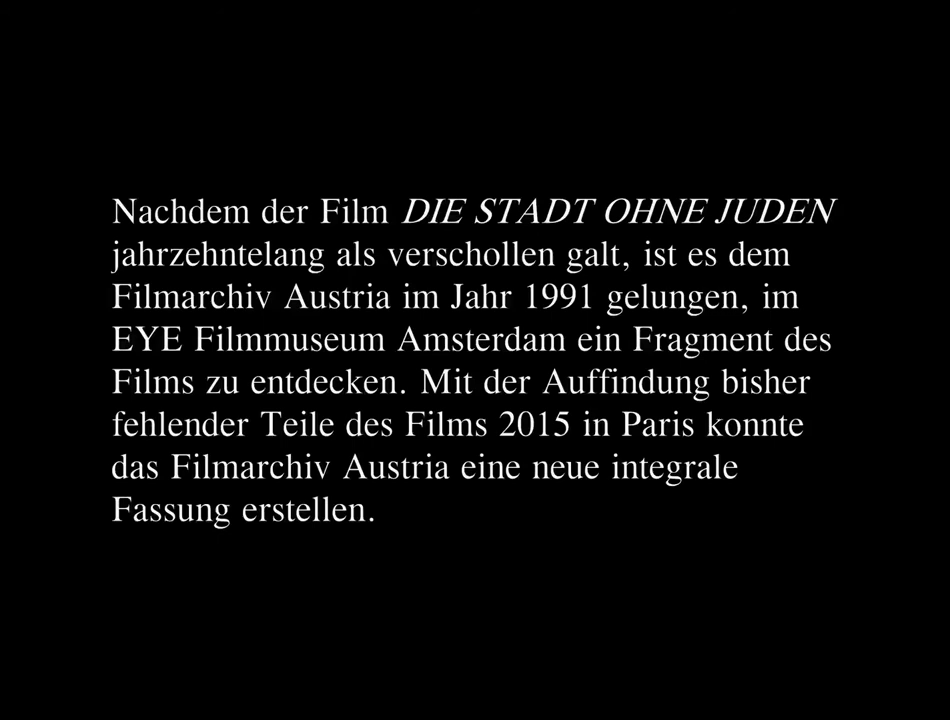 Nachdem der Film DIE STADT OHNE JUDEN
jahrzehntelang als verschollen galt, ist es dem
Filmarchiv Austria im Jahr 1991 gelungen, im
EYE Filmmuseum Amsterdam ein Fragment des
Films zu entdecken. Mit der Auffindung bisher
fehlender Teile des Films 2015 in Paris konnte
das Filmarchiv Austria eine neue integrale
Fassung erstellen.